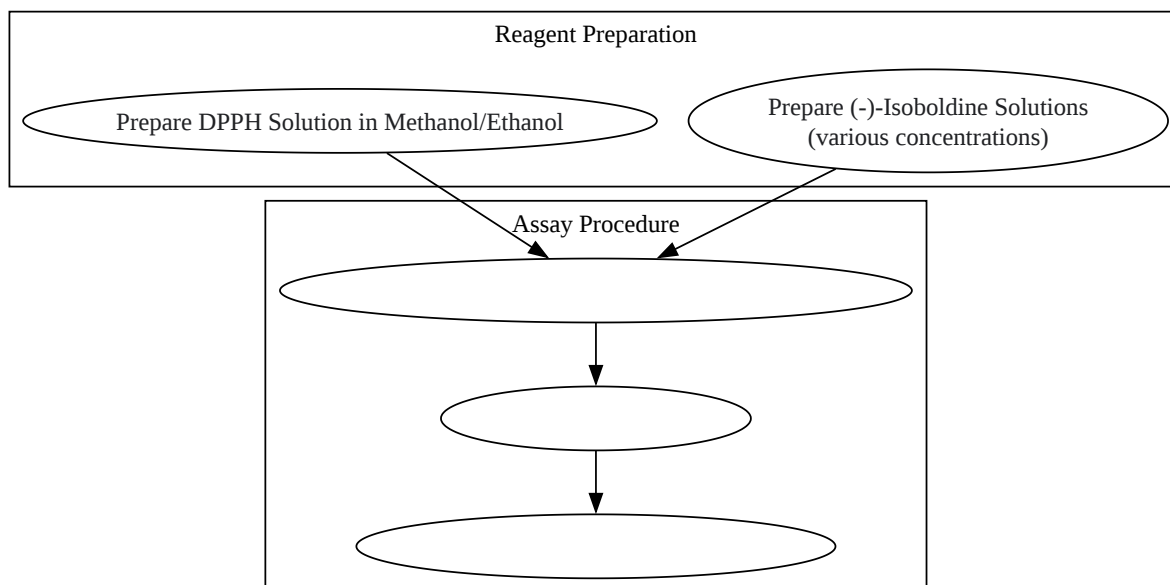 Reagent Preparation
Prepare DPPH Solution in Methanol/Ethanol
Prepare (-)-Isoboldine Solutions
(various concentrations)
Assay Procedure